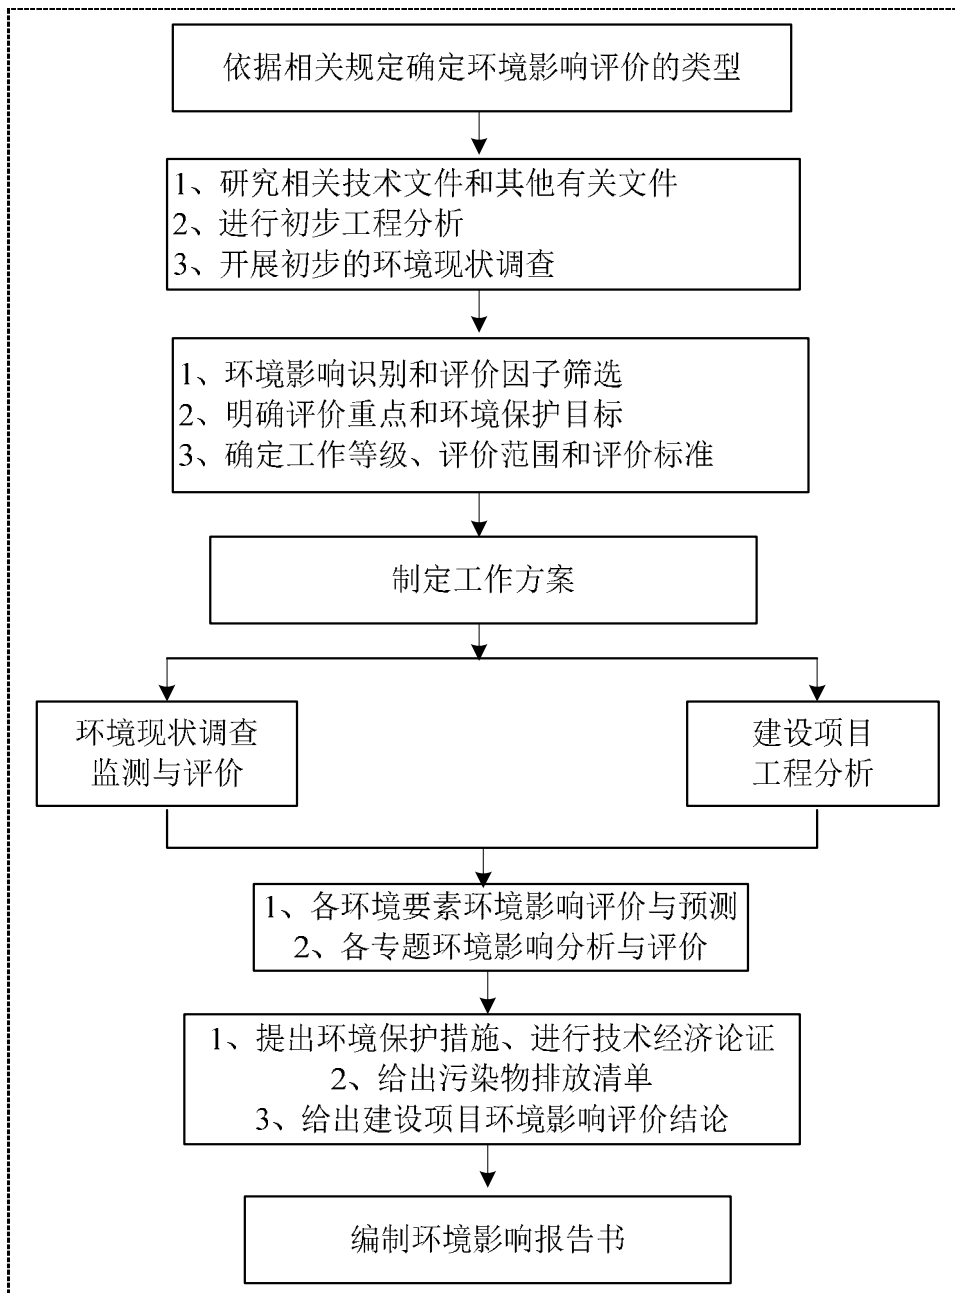 依据相关规定确定环境影响评价的类型
1、研究相关技术文件和其他有关文件
2、进行初步工程分析
3、开展初步的环境现状调查
1、环境影响识别和评价因子筛选
2、明确评价重点和环境保护目标
3、确定工作等级、评价范围和评价标准
制定工作方案
环境现状调查
监测与评价
建设项目
工程分析
1、各环境要素环境影响评价与预测
2、各专题环境影响分析与评价
1、提出环境保护措施、进行技术经济论证
2、给出污染物排放清单
3、给出建设项目环境影响评价结论
编制环境影响报告书